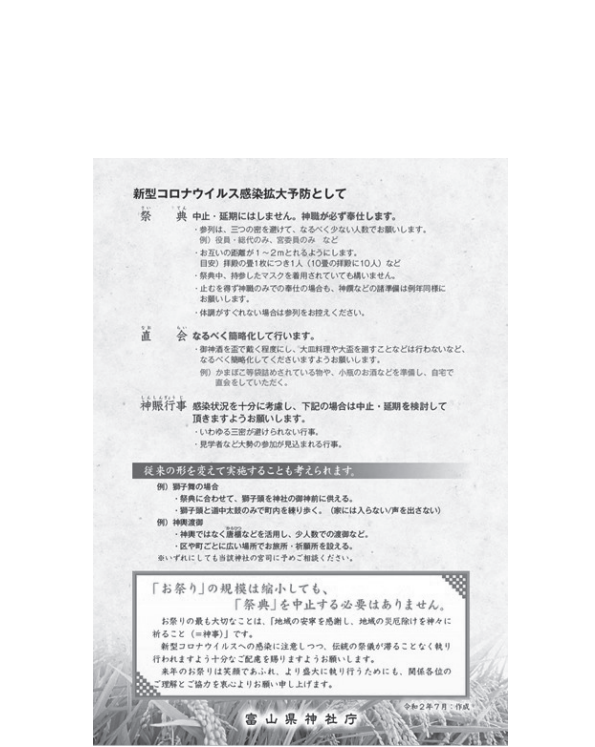 新型コロナウイルス感染拡大予防として
祭典 中止・延期にはしません。神職が必ず奉仕します。
・参列は、三つの密を避けて、なるべく少ない人数でお願いします。
例）役員・総代のみ、宮委員のみ　など
・お互いの距離が１～２ｍとれるようにします。
目安）拝殿の畳1枚につき1人（10畳の拝殿に10人）など
・祭典中、持参したマスクを着用されていても構いません。
・止むを得ず神職のみでの奉仕の場合も、神饌などの諸準備は例年同様に
お願いします。
・体調がすぐれない場合は参列をお控えください。
直会 なるべく簡略化して行います。
・御神酒を盃で戴く程度にし、大皿料理や大盃を廻すことなどは行わないなど、
なるべく簡略化してくださいますようお願いします。
例）かまぼこ等袋詰めされている物や、小瓶のお酒などを準備し、自宅で
直会をしていただく。
神賑行事 感染状況を十分に考慮し、下記の場合は中止・延期を検討して
頂きますようお願いします。
・いわゆる三密が避けられない行事。
・見学者など大勢の参加が見込まれる行事。
従来の形を変えて実施することも考えられます。
例）獅子舞の場合
・祭典に合わせて、獅子頭を神社の御神前に供える。
・獅子頭と道中太鼓のみで町内を練り歩く。（家には入らない/声を出さない）
例）神輿渡御
・神輿ではなく唐櫃などを活用し、少人数での渡御など。
・区や町ごとに広い場所でお旅所・祈願所を設ける。
※いずれにしても当該神社の宮司に予めご相談ください。
「お祭り」の規模は縮小しても、
「祭典」を中止する必要はありません。
お祭りの最も大切なことは、「地域の安寧を感謝し、地域の災厄除けを神々に
祈ること（＝神事）」です。
新型コロナウイルスへの感染に注意しつつ、伝統の祭儀が滞ることなく執り
行われますよう十分なご配慮を賜りますようお願いします。
来年のお祭りは笑顔であふれ、より盛大に執り行うためにも、関係各位の
ご理解とご協力を衷心よりお願い申し上げます。
令和２年７月：作成
富山県神社庁